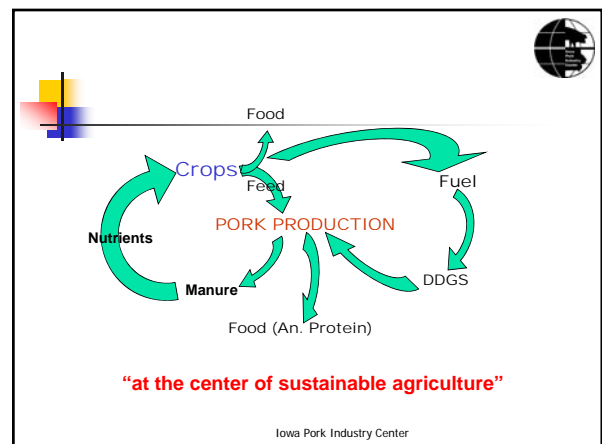 Food
Crops
Feed
Fuel
PORK PRODUCTION
Nutrients
DDGS
Manure
Food (An. Protein)
“at the center of sustainable agriculture”
Iowa Pork Industry Center